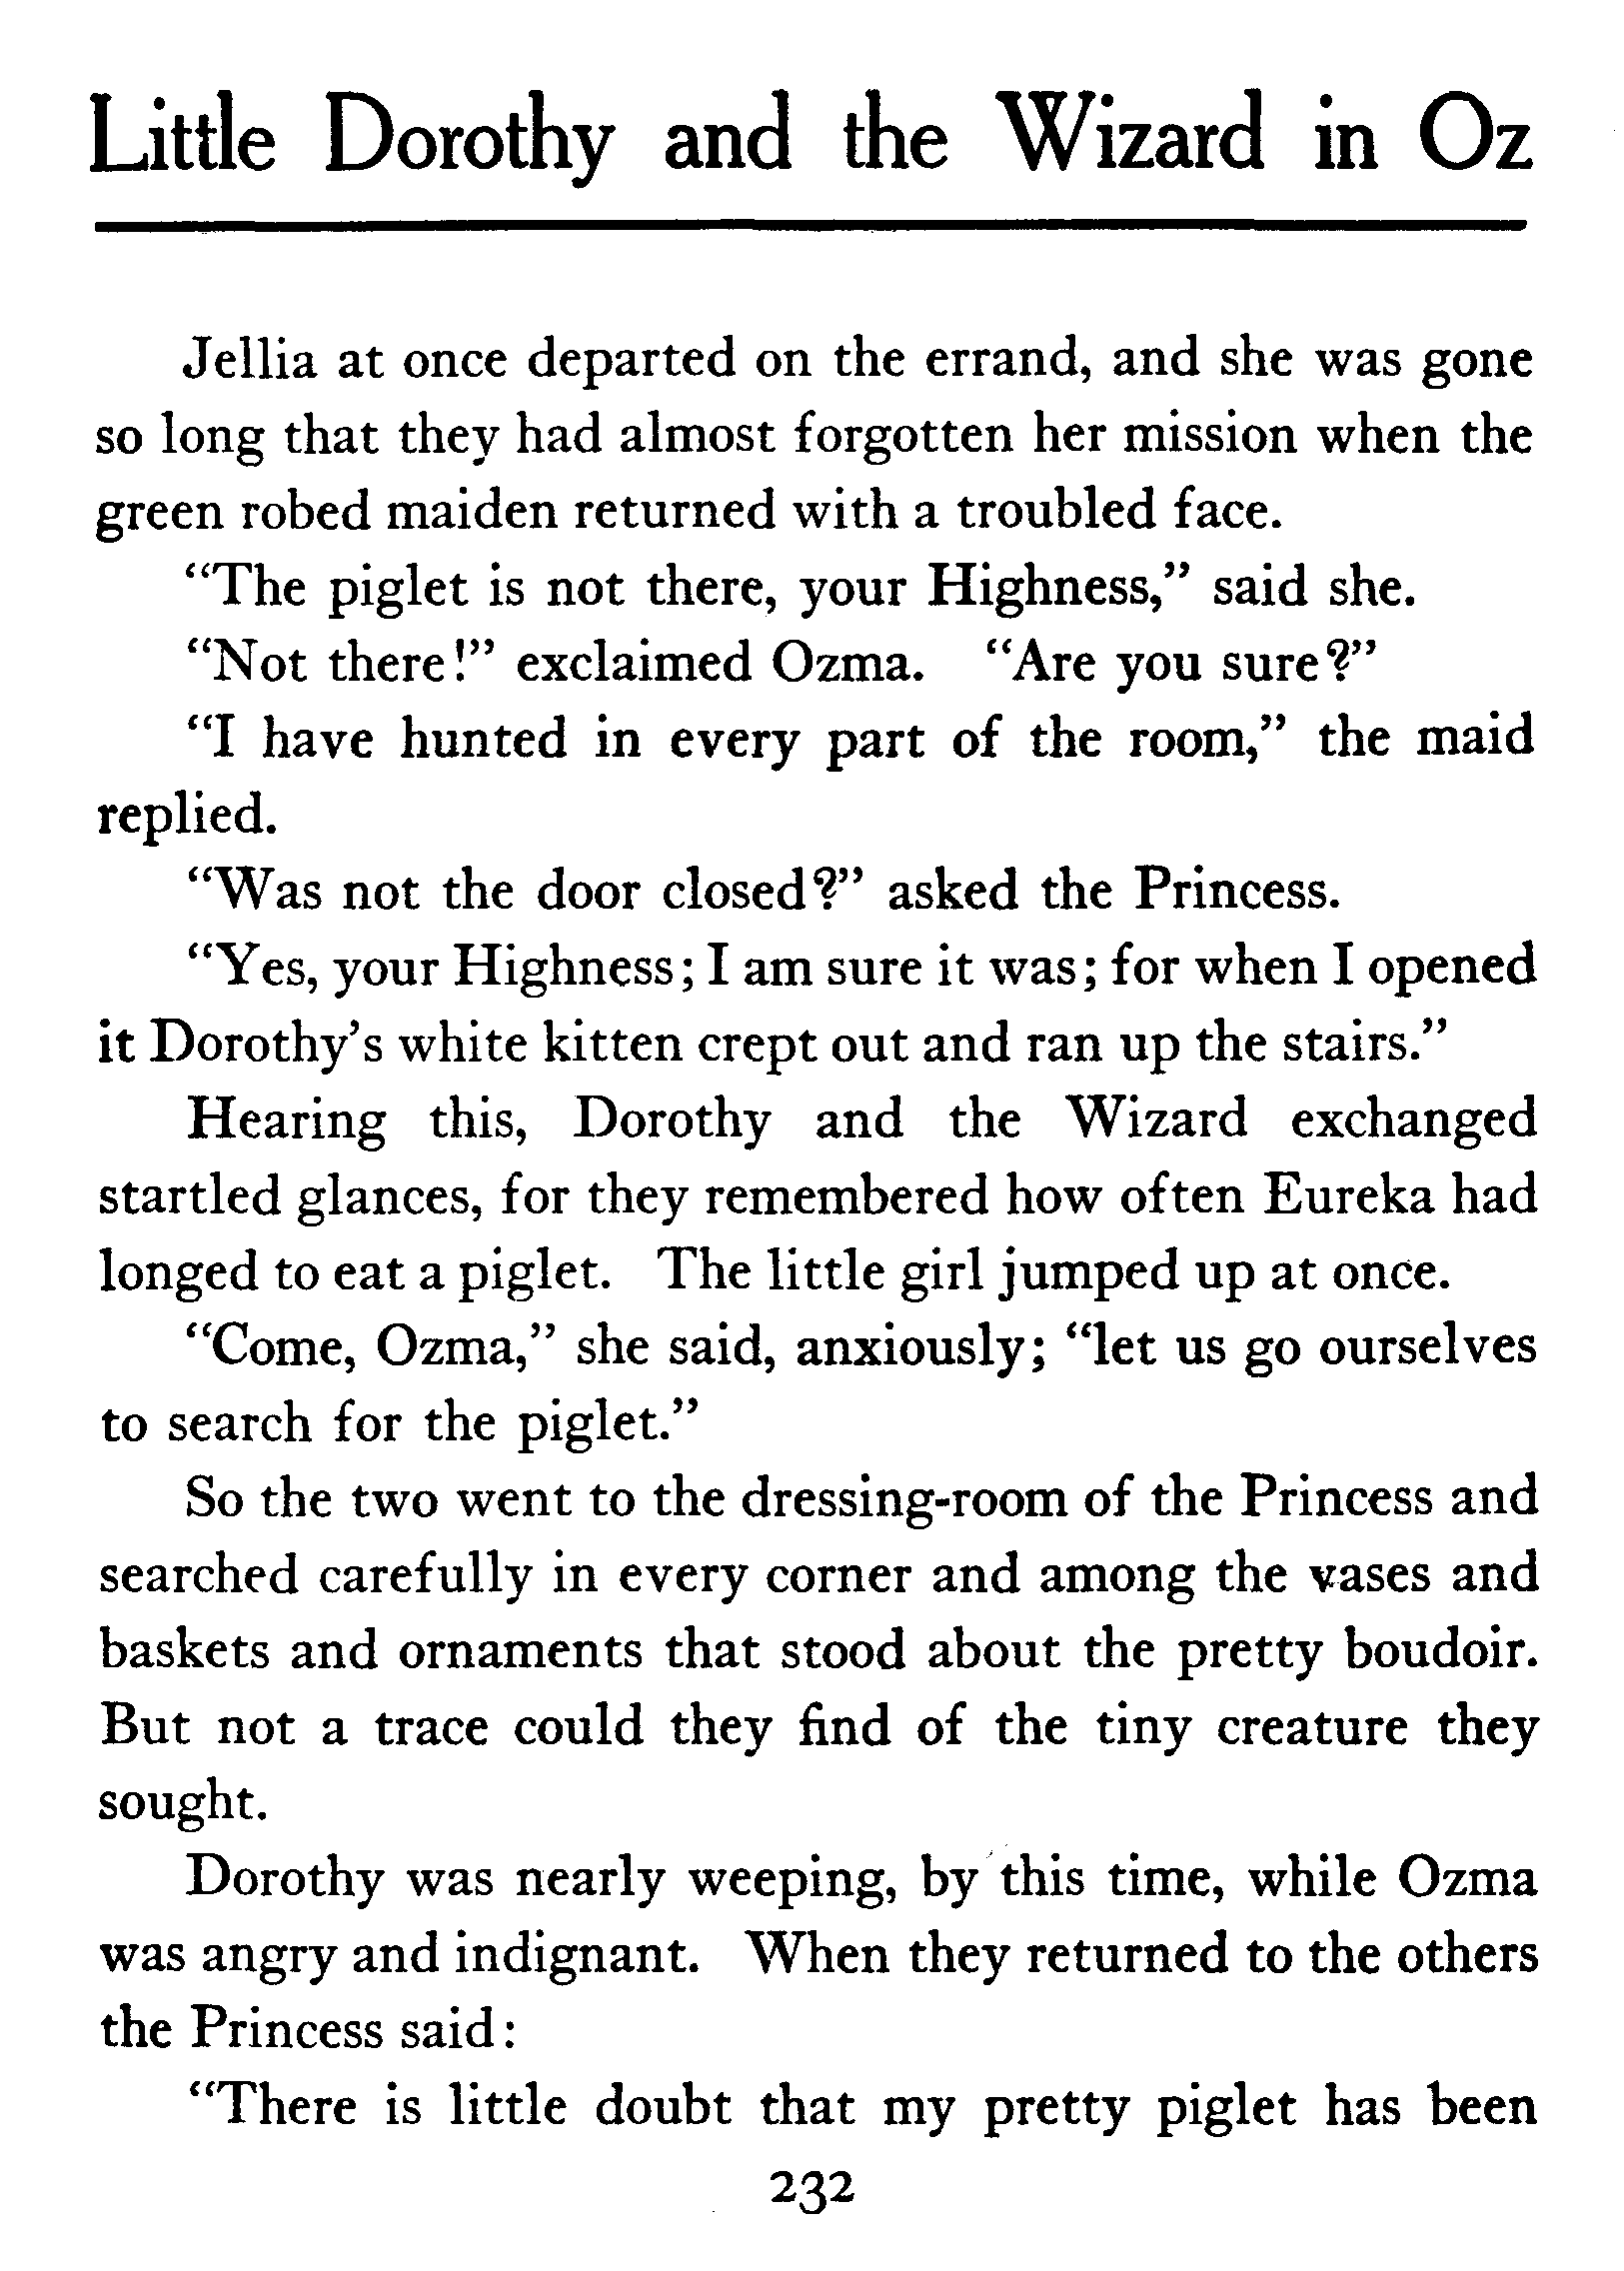 Little Dorothy and the Wizard in Oz
Jellia at once departed on the errand, and she was gone
so long that they had almost forgotten her mission when the
green robed maiden returned with a troubled face.
"The piglet is not there, your Highness," said she.
"Not there!" exclaimed Ozma. "Are you sure?"
"I have hunted in every part of the room," the maid
replied.
"Was not the door closed?" asked the Princess.
"Yes, your Highness; I am sure it was; for when I opened
it Dorothy's white kitten crept out and ran up the stairs."
Hearing this, Dorothy and the Wizard exchanged
startled glances, for they remembered how often Eureka had
longed to eat a piglet. The little girl jumped up at once.
"Come, Ozma," she said, anxiously; "let us go ourselves
to search for the piglet."
So the two went to the dressing-room of the Princess and
searched carefully in every corner and among the vases and
baskets and ornaments that stood about the pretty boudoir.
But not a trace could they find of the tiny creature they
sought.
Dorothy was nearly weeping, by this time, while Ozma
was angry and indignant. When they returned to the others
the Princess said:
"There is little doubt that my pretty piglet has been
232